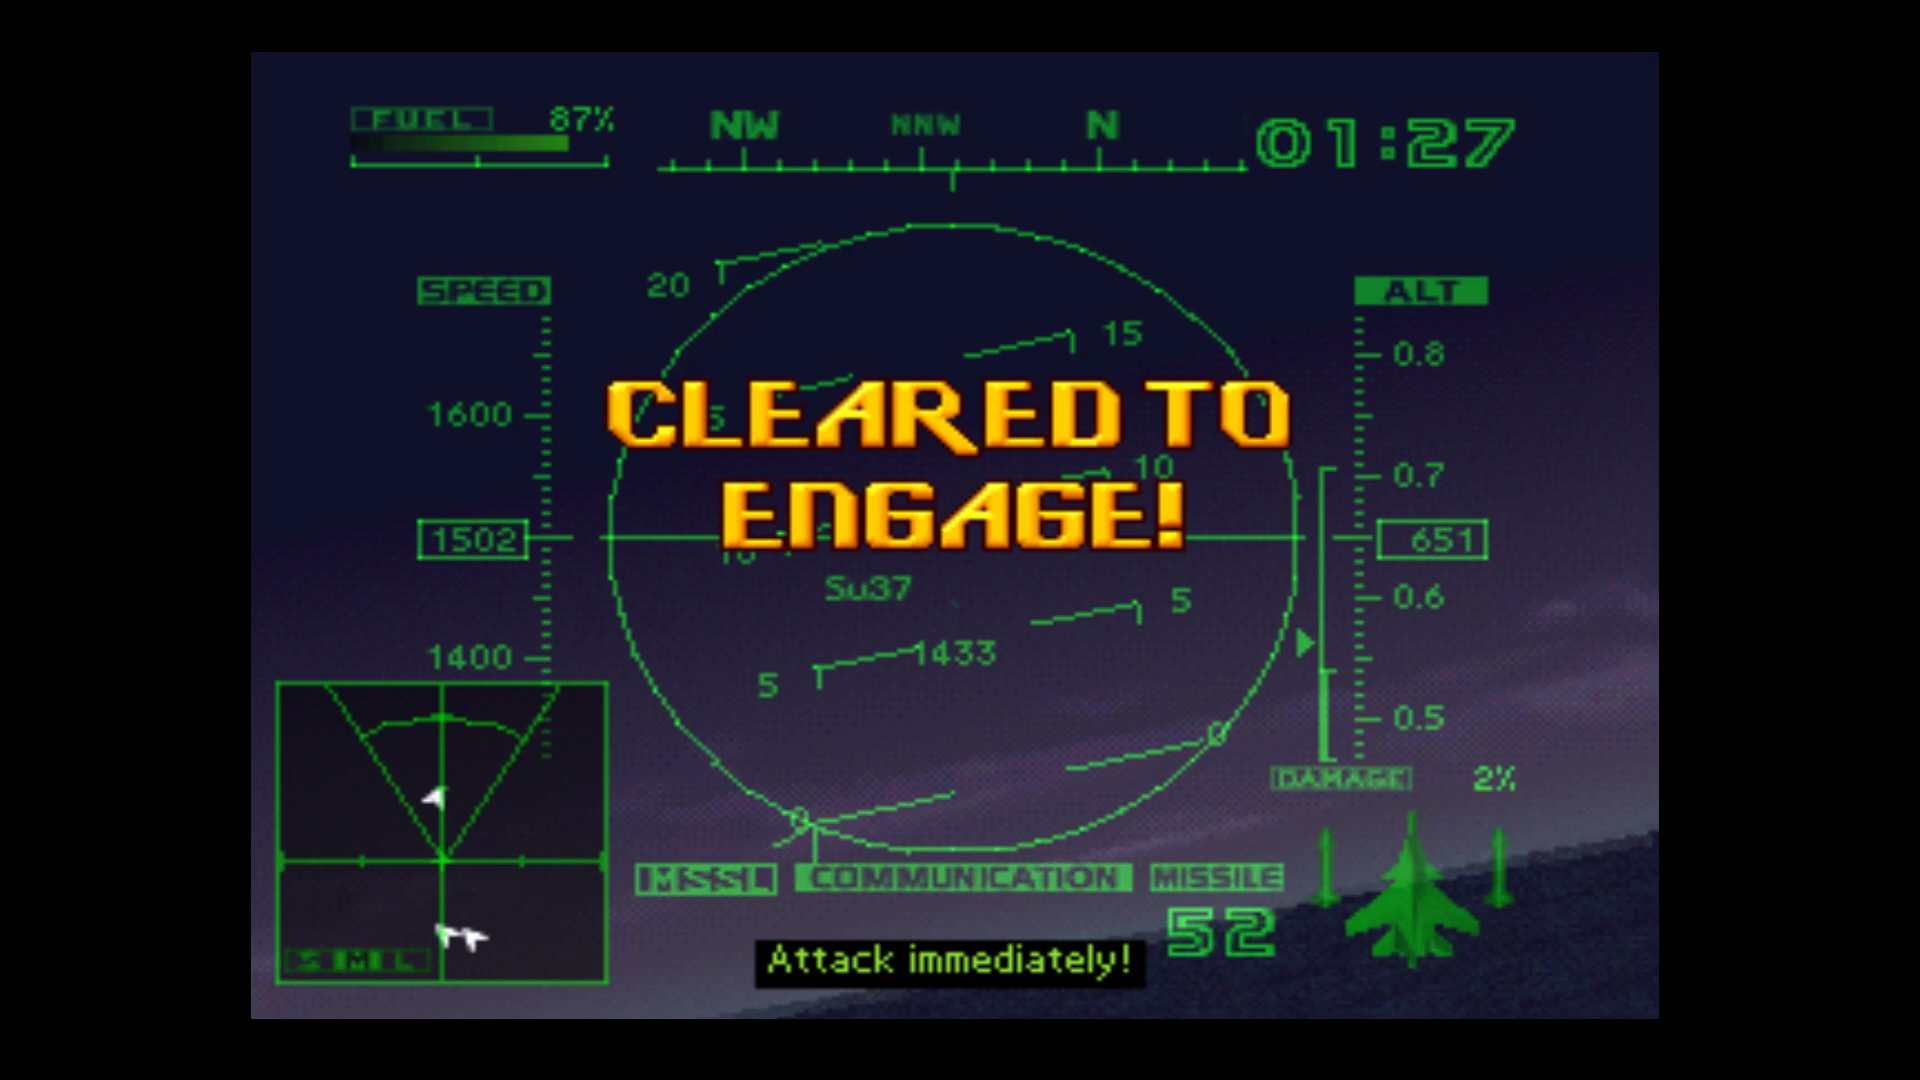 FUEL 87%
NW NNW N
01:27
SPEED
ALT
20
15
0.8
1600
CLEARED TO
10
0.7
ENGAGE!
1502
651
Su37
5
0.6
1433
1400
5
0.5
DAMAGE 2%
MSSL COMMUNICATION MISSILE
52
S M L
Attack immediately!